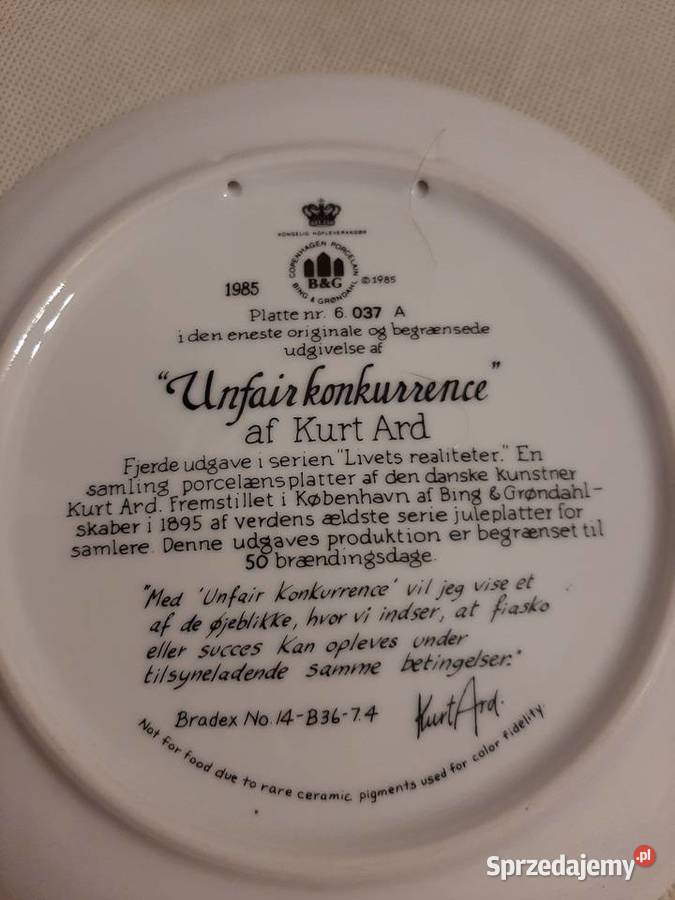 KONGELIG HOFLEVERANDØR
COPENHAGEN PORCELAIN
B&G
BING & GRØNDAHL
1985
©1985
Platte nr. 6.037 A
i den eneste originale og begrænsede
udgivelse af
"Unfair konkurrence"
af Kurt Ard
Fjerde udgave i serien "Livets realiteter." En
samling porcelænsplatter af den danske kunstner
Kurt Ard. Fremstillet i København af Bing & Grøndahl-
skaber i 1895 af verdens ældste serie juleplatter for
samlere. Denne udgaves produktion er begrænset til
50 brændingsdage.
"Med 'Unfair Konkurrence' vil jeg vise et
af de øjeblikke, hvor vi indser, at fiasko
eller succes kan opleves under
tilsyneladende samme betingelser."
Bradex No. 14-B36-7.4
Kurt Ard.
Not for food due to rare ceramic pigments used for color fidelity.
Sprzedajemy.pl